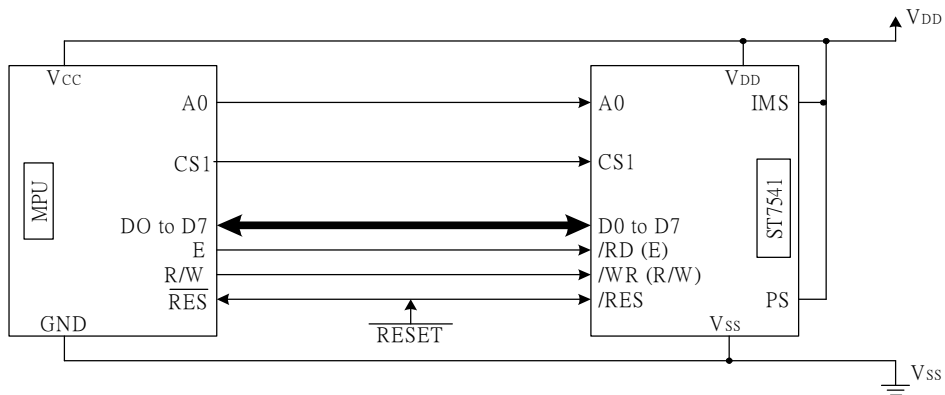 VDD
VCC
VDD
A0
A0
IMS
CS1
CS1
MPU
ST7541
DO to D7
D0 to D7
E
/RD (E)
R/W
/WR (R/W)
RES
/RES
PS
GND
RESET
VSS
VSS